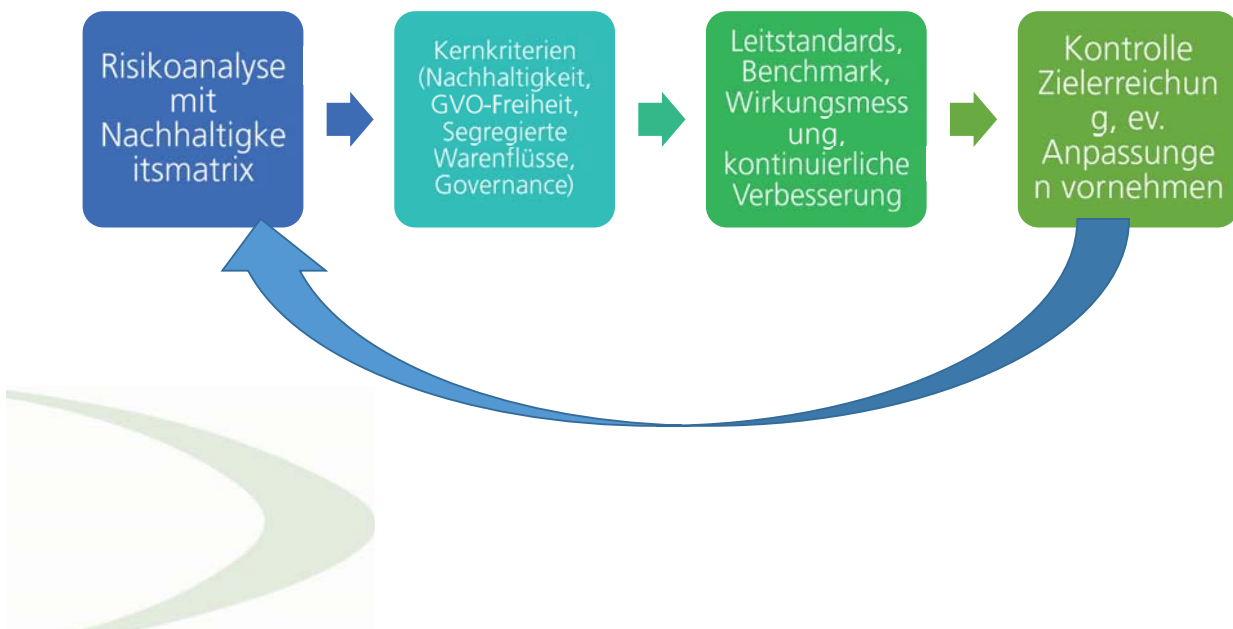 Risikoanalyse
mit
Nachhaltigke
itsmatrix
Kernkriterien
(Nachhaltigkeit,
GVO-Freiheit,
Segregierte
Warenflüsse,
Governance)
Leitstandards,
Benchmark,
Wirkungsmess
ung,
kontinuierliche
Verbesserung
Kontrolle
Zielerreichun
g, ev.
Anpassunge
n vornehmen